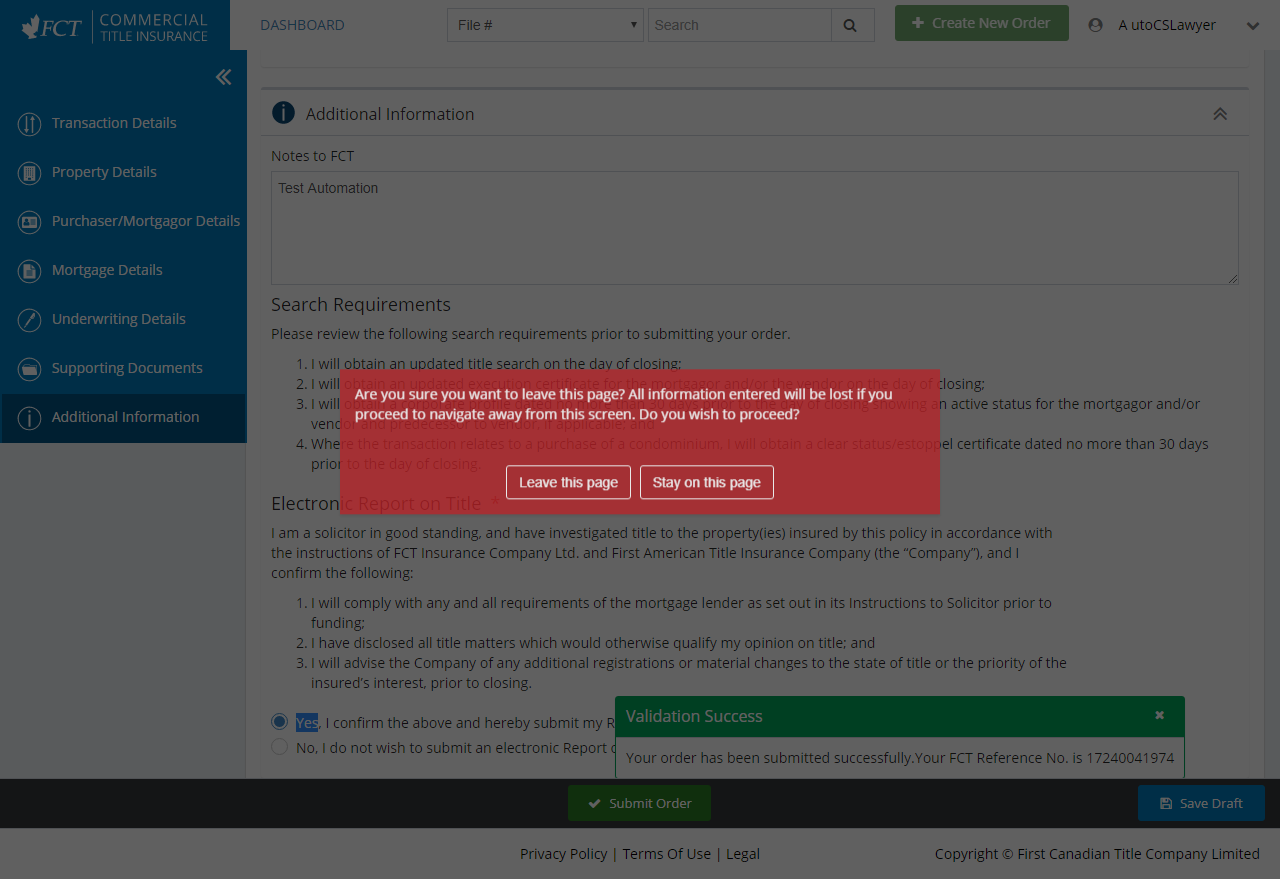 FCT COMMERCIAL
TITLE INSURANCE
DASHBOARD
File #
Search
Create New Order
A utoCSLawyer
Transaction Details
Property Details
Purchaser/Mortgagor Details
Mortgage Details
Underwriting Details
Supporting Documents
Additional Information
Additional Information
Notes to FCT
Test Automation
Search Requirements
Please review the following search requirements prior to submitting your order.
1. I will obtain an updated title search on the day of closing;
2. I will obtain an updated execution certificate for the mortgagor and/or the vendor on the day of closing;
3. I will obtain a corporate profile dated no more than 30 days prior to the day of closing showing an active status for the mortgagor and/or
vendor and predecessor to vendor, if applicable; and
4. Where the transaction relates to a purchase of a condominium, I will obtain a clear status/estoppel certificate dated no more than 30 days
prior to the day of closing.
Are you sure you want to leave this page? All information entered will be lost if you
proceed to navigate away from this screen. Do you wish to proceed?
Leave this page
Stay on this page
Electronic Report on Title *
I am a solicitor in good standing, and have investigated title to the property(ies) insured by this policy in accordance with
the instructions of FCT Insurance Company Ltd. and First American Title Insurance Company (the “Company”), and I
confirm the following:
1. I will comply with any and all requirements of the mortgage lender as set out in its Instructions to Solicitor prior to
funding;
2. I have disclosed all title matters which would otherwise qualify my opinion on title; and
3. I will advise the Company of any additional registrations or material changes to the state of title or the priority of the
insured’s interest, prior to closing.
Yes, I confirm the above and hereby submit my R
No, I do not wish to submit an electronic Report
Validation Success
Your order has been submitted successfully.Your FCT Reference No. is 17240041974
Submit Order
Save Draft
Privacy Policy | Terms Of Use | Legal
Copyright © First Canadian Title Company Limited